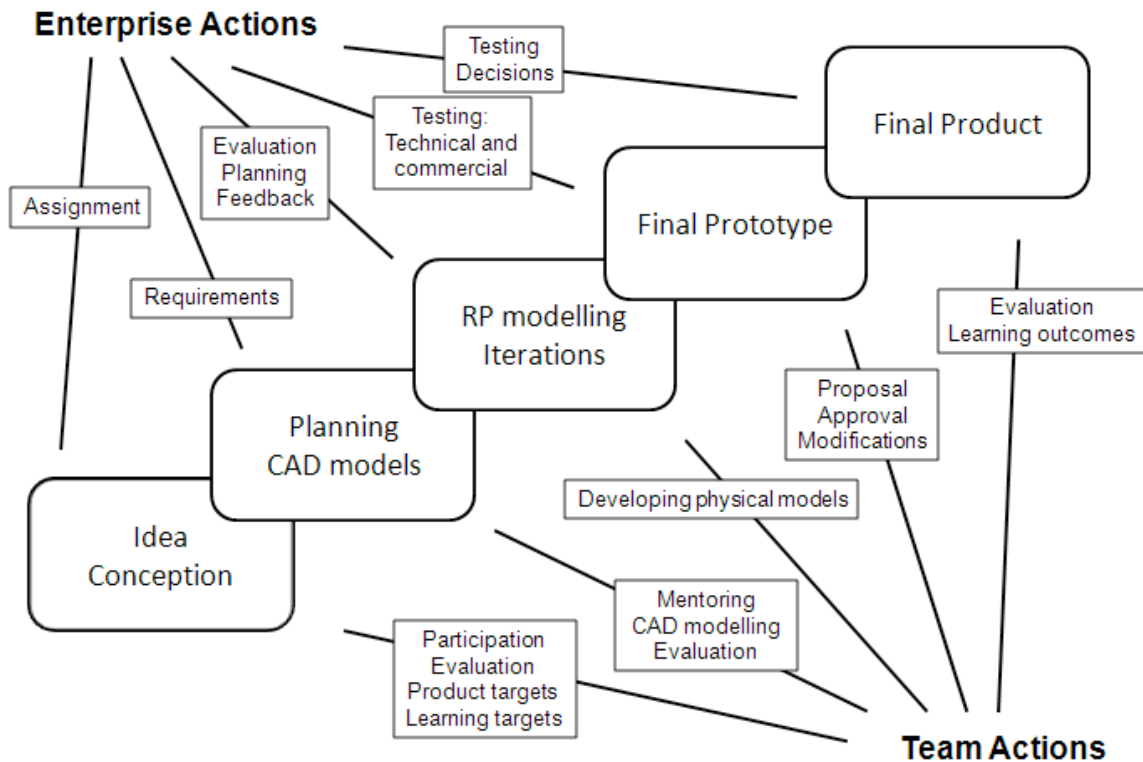 Enterprise Actions
Testing
Decisions
Final Product
Testing:
Technical and
commercial
Evaluation
Planning
Feedback
Final Prototype
Assignment
Requirements
RP modelling
Iterations
Evaluation
Learning outcomes
Proposal
Approval
Modifications
Planning
CAD models
Developing physical models
Idea
Conception
Mentoring
CAD modelling
Evaluation
Participation
Evaluation
Product targets
Learning targets
Team Actions